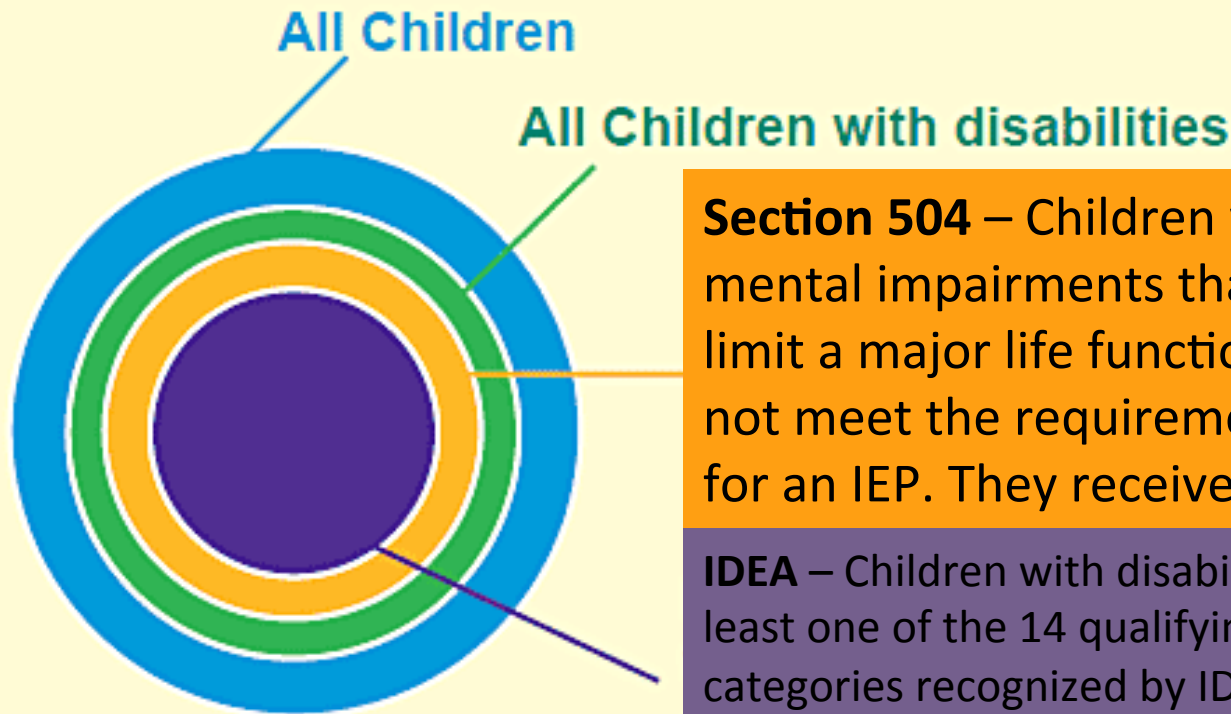 All Children
All Children with disabilities
Section 504 – Children
mental impairments tha
limit a major life functio
not meet the requireme
for an IEP. They receive
IDEA – Children with disabi
least one of the 14 qualifyin
categories recognized by ID